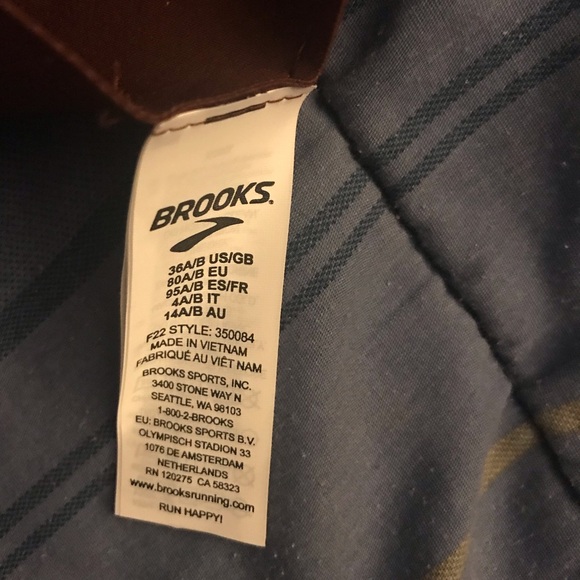 BROOKS
36A/B US/GB
80A/B EU
95A/B ES/FR
4A/B IT
14A/B AU
F22 STYLE: 350084
MADE IN VIETNAM
FABRIQUÉ AU VIÊT NAM
BROOKS SPORTS, INC.
3400 STONE WAY N
SEATTLE, WA 98103
1-800-2-BROOKS
EU: BROOKS SPORTS B.V.
OLYMPISCH STADION 33
1076 DE AMSTERDAM
NETHERLANDS
RN 120275 CA 58323
www.brooksrunning.com
RUN HAPPY!